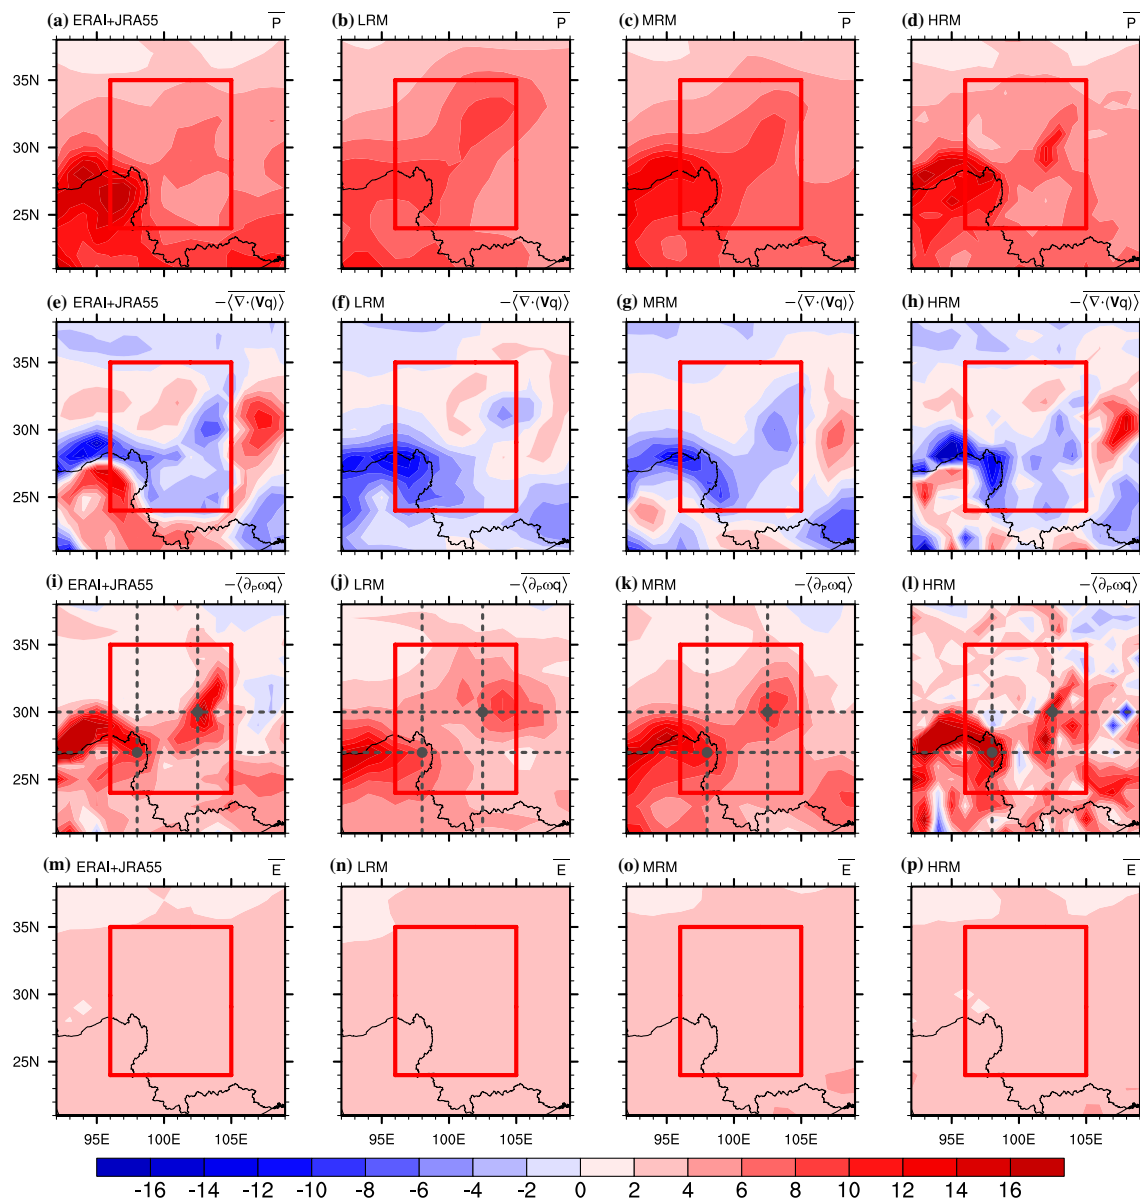 (a) ERAI+JRA55 P̅ (b) LRM P̅ (c) MRM P̅ (d) HRM P̅
35N
30N
25N
(e) ERAI+JRA55 −⟨∇·(Vq)⟩ (f) LRM −⟨∇·(Vq)⟩ (g) MRM −⟨∇·(Vq)⟩ (h) HRM −⟨∇·(Vq)⟩
35N
30N
25N
(i) ERAI+JRA55 −⟨∂ₚωq⟩ (j) LRM −⟨∂ₚωq⟩ (k) MRM −⟨∂ₚωq⟩ (l) HRM −⟨∂ₚωq⟩
35N
30N
25N
(m) ERAI+JRA55 E̅ (n) LRM E̅ (o) MRM E̅ (p) HRM E̅
35N
30N
25N
95E 100E 105E 95E 100E 105E 95E 100E 105E 95E 100E 105E
-16 -14 -12 -10 -8 -6 -4 -2 0 2 4 6 8 10 12 14 16